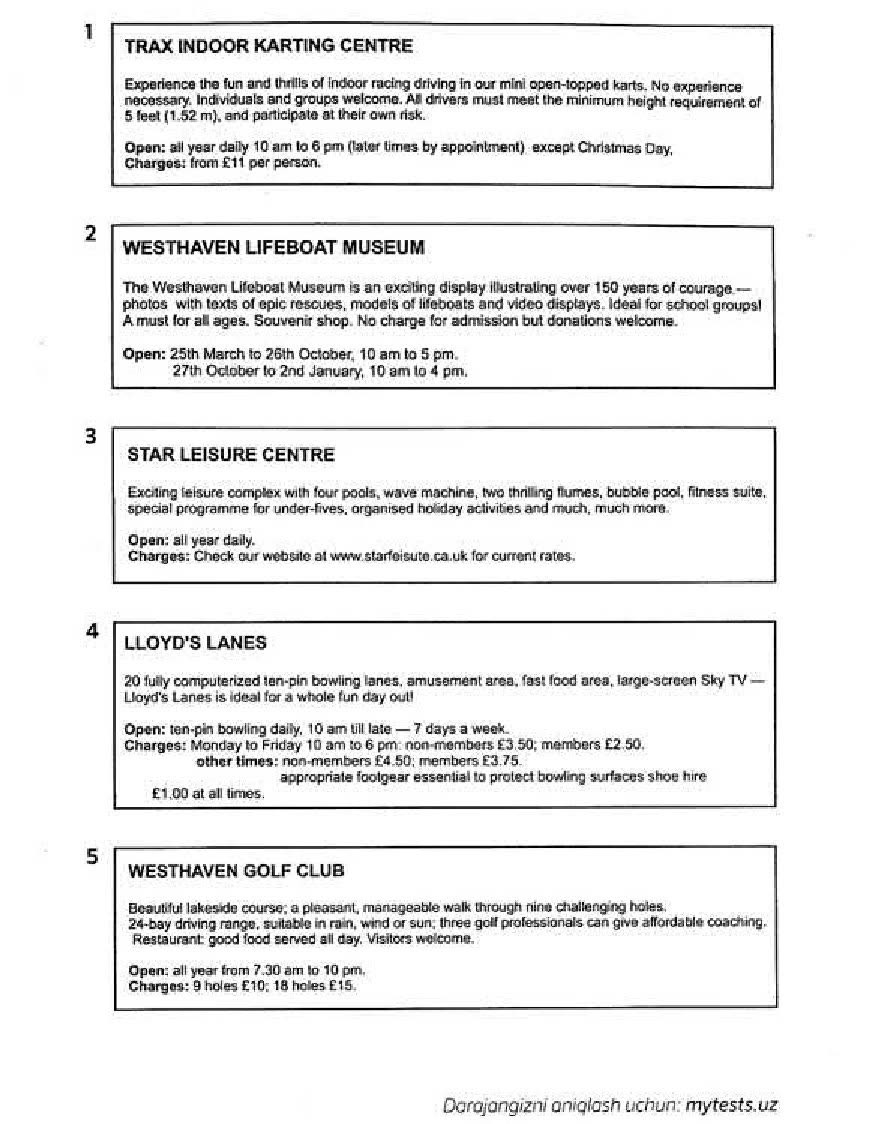 1
TRAX INDOOR KARTING CENTRE
Experience the fun and thrills of indoor racing driving in our mini open-topped karts. No experience
necessary. Individuals and groups welcome. All drivers must meet the minimum height requirement of
5 feet (1.52 m), and participate at their own risk.
Open: all year daily 10 am to 6 pm (later times by appointment) except Christmas Day.
Charges: from £11 per person.
2
WESTHAVEN LIFEBOAT MUSEUM
The Westhaven Lifeboat Museum is an exciting display illustrating over 150 years of courage —
photos with texts of epic rescues, models of lifeboats and video displays. Ideal for school groups!
A must for all ages. Souvenir shop. No charge for admission but donations welcome.
Open: 25th March to 26th October, 10 am to 5 pm.
27th October to 2nd January, 10 am to 4 pm.
3
STAR LEISURE CENTRE
Exciting leisure complex with four pools, wave machine, two thrilling flumes, bubble pool, fitness suite,
special programme for under-fives, organised holiday activities and much, much more.
Open: all year daily.
Charges: Check our website at www.starfeisute.ca.uk for current rates.
4
LLOYD'S LANES
20 fully computerized ten-pin bowling lanes, amusement area, fast food area, large-screen Sky TV —
Lloyd's Lanes is ideal for a whole fun day out!
Open: ten-pin bowling daily, 10 am till late — 7 days a week.
Charges: Monday to Friday 10 am to 6 pm: non-members £3.50; members £2.50.
other times: non-members £4.50; members £3.75.
appropriate footgear essential to protect bowling surfaces shoe hire
£1.00 at all times.
5
WESTHAVEN GOLF CLUB
Beautiful lakeside course; a pleasant, manageable walk through nine challenging holes.
24-bay driving range, suitable in rain, wind or sun; three golf professionals can give affordable coaching.
Restaurant: good food served all day. Visitors welcome.
Open: all year from 7.30 am to 10 pm.
Charges: 9 holes £10; 18 holes £15.
Darajangizni aniqlash uchun: mytests.uz